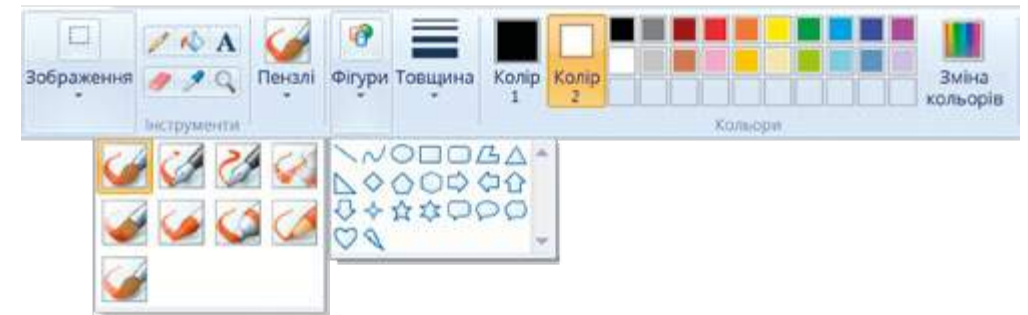 Зображення
A
Інструменти
Пензлі
Фігури
Товщина
Колір
1
Колір
2
Кольори
Зміна
кольорів